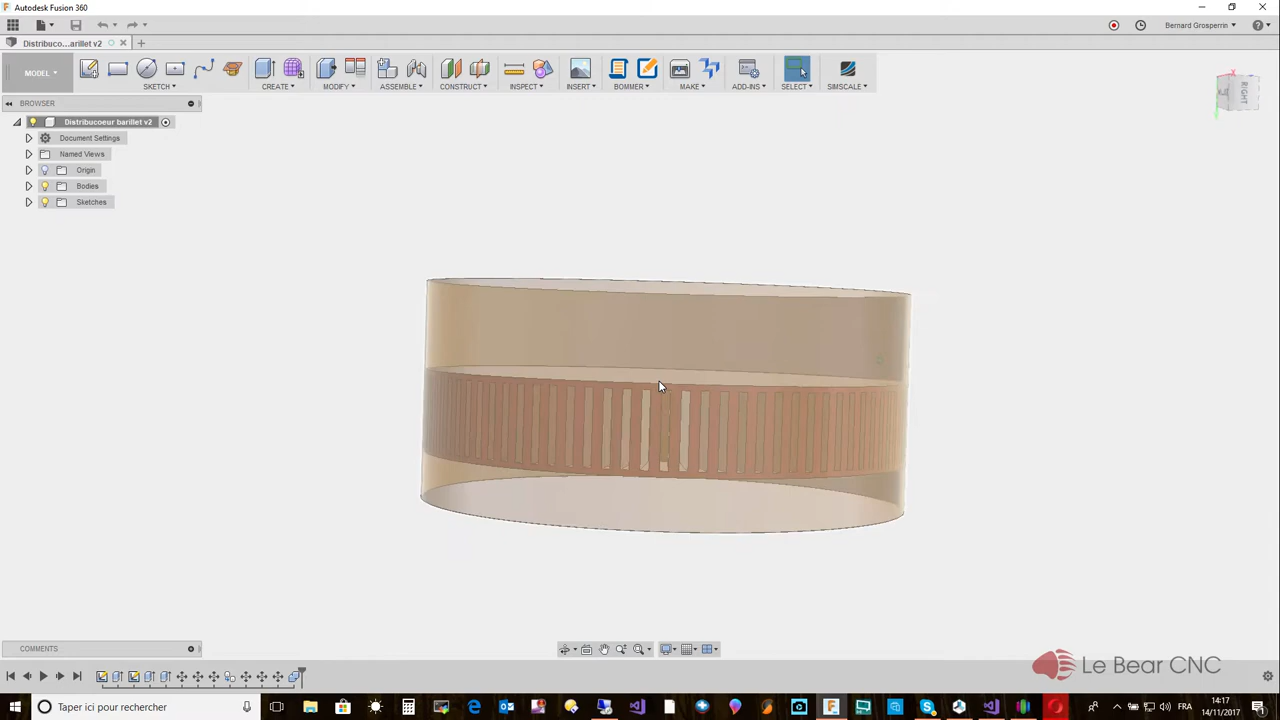 Autodesk Fusion 360
Bernard Grosperrin
Distribuco...arillet v2
MODEL
SKETCH
CREATE
MODIFY
ASSEMBLE
CONSTRUCT
INSPECT
INSERT
BOMMER
MAKE
ADD-INS
SELECT
SIMSCALE
RIGHT
BROWSER
Distribucoeur barillet v2
Document Settings
Named Views
Origin
Bodies
Sketches
COMMENTS
Le Bear CNC
Taper ici pour rechercher
14:17
14/11/2017